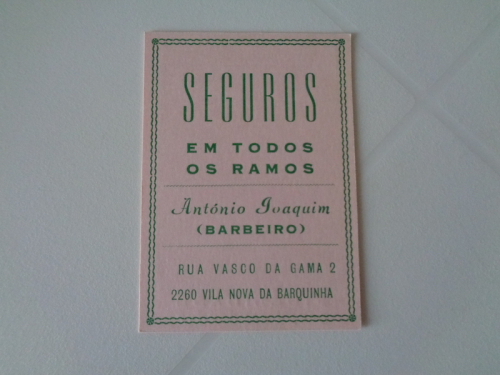 SEGUROS
EM TODOS
OS RAMOS
António Joaquim
(BARBEIRO)
RUA VASCO DA GAMA 2
2260 VILA NOVA DA BARQUINHA